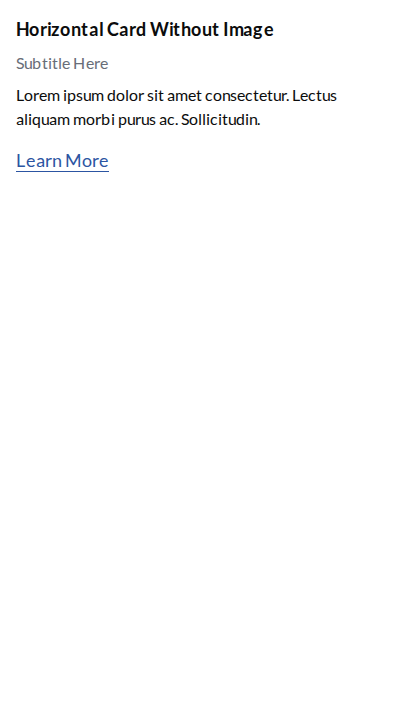 Horizontal Card Without Image
Subtitle Here
Lorem ipsum dolor sit amet consectetur. Lectus
aliquam morbi purus ac. Sollicitudin.
Learn More